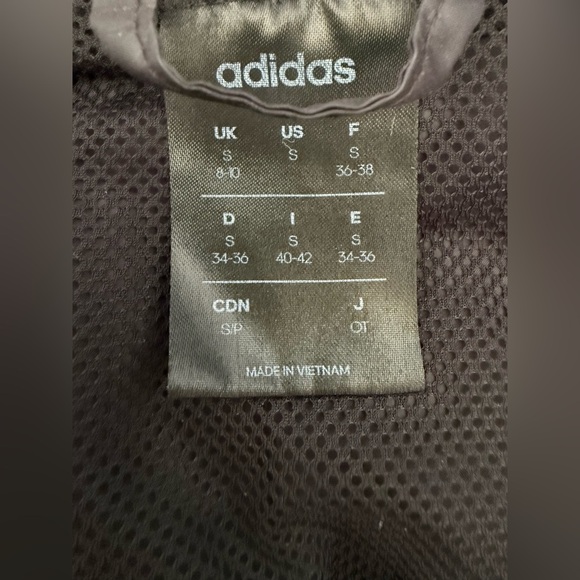 adidas
UK US F
S S S
8-10 36-38
D I E
S S S
34-36 40-42 34-36
CDN J
S/P OT
MADE IN VIETNAM